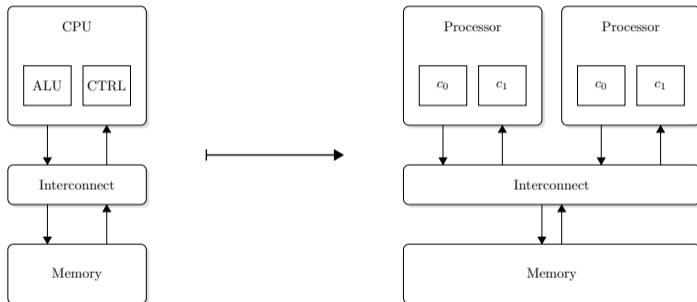 CPU
ALU CTRL
Interconnect
Memory
Processor Processor
c₀ c₁ c₀ c₁
Interconnect
Memory